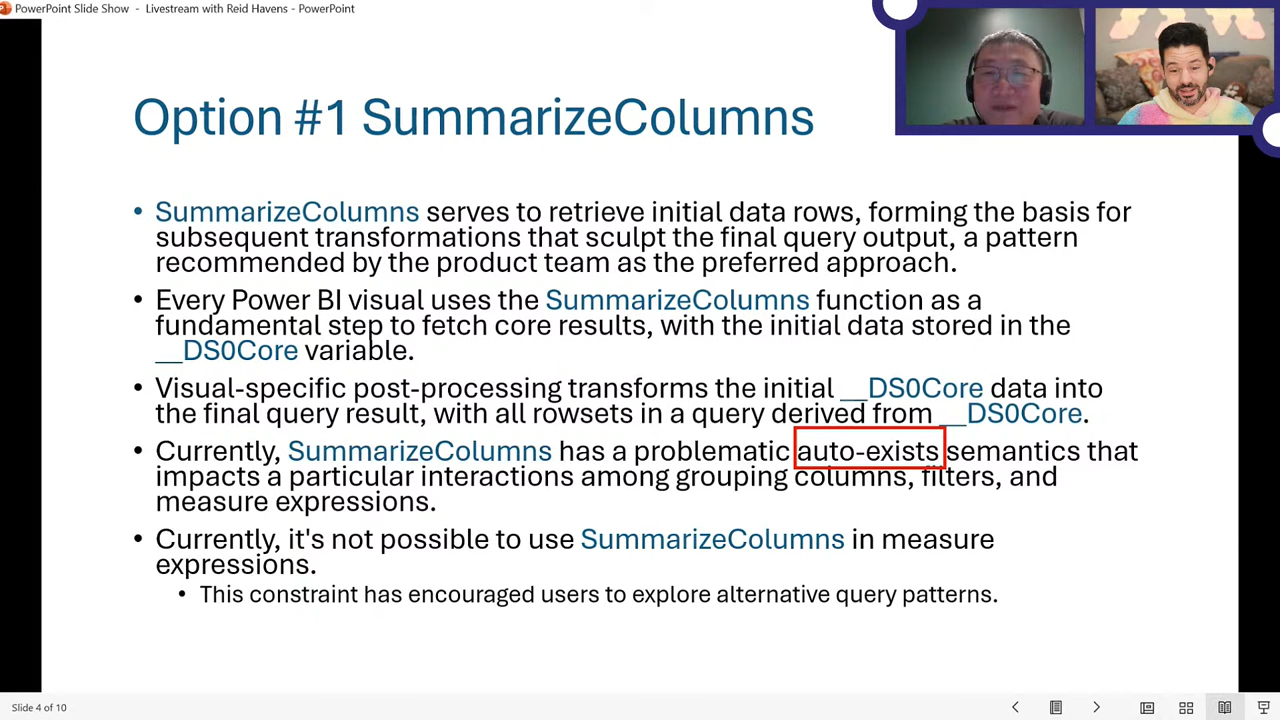 PowerPoint Slide Show - Livestream with Reid Havens - PowerPoint
Option #1 SummarizeColumns
• SummarizeColumns serves to retrieve initial data rows, forming the basis for
subsequent transformations that sculpt the final query output, a pattern
recommended by the product team as the preferred approach.
• Every Power BI visual uses the SummarizeColumns function as a
fundamental step to fetch core results, with the initial data stored in the
__DS0Core variable.
• Visual-specific post-processing transforms the initial __DS0Core data into
the final query result, with all rowsets in a query derived from __DS0Core.
• Currently, SummarizeColumns has a problematic auto-exists semantics that
impacts a particular interactions among grouping columns, filters, and
measure expressions.
• Currently, it's not possible to use SummarizeColumns in measure
expressions.
• This constraint has encouraged users to explore alternative query patterns.
Slide 4 of 10